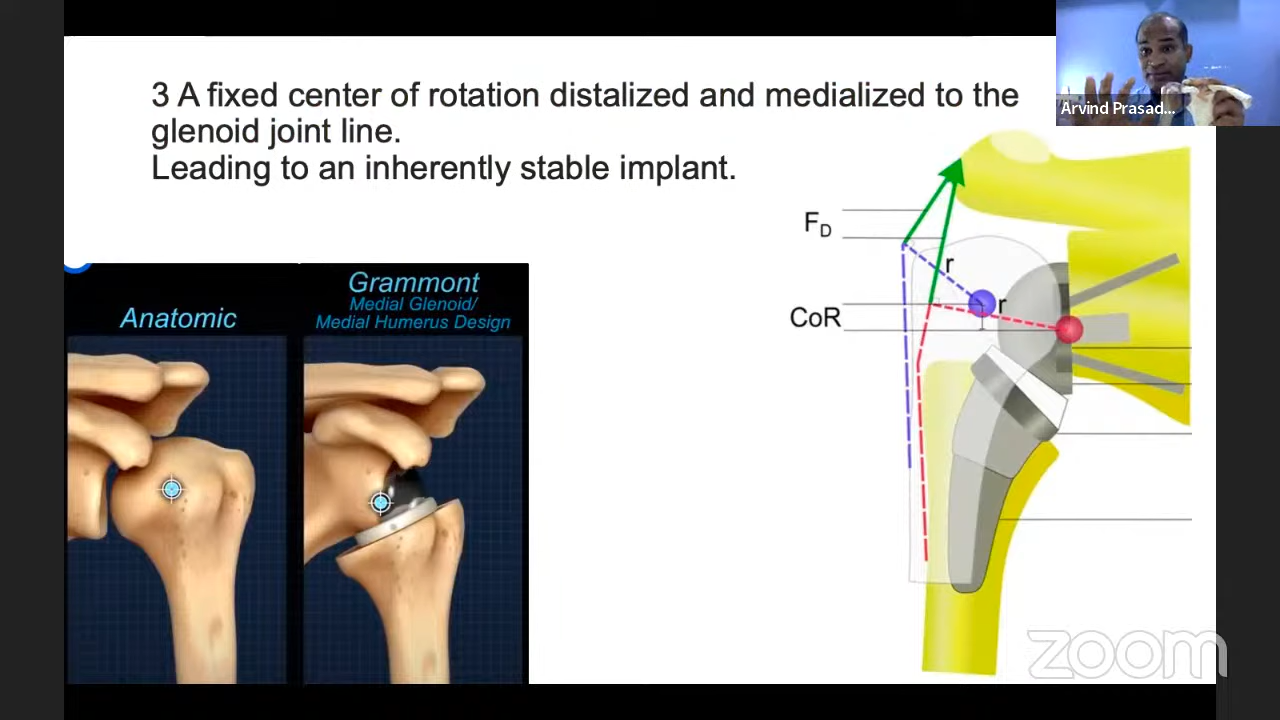 3 A fixed center of rotation distalized and medialized to the
glenoid joint line.
Leading to an inherently stable implant.
Arvind Prasad...
Anatomic
Grammont
Medial Glenoid/
Medial Humerus Design
F_D
r
r
CoR
zoom